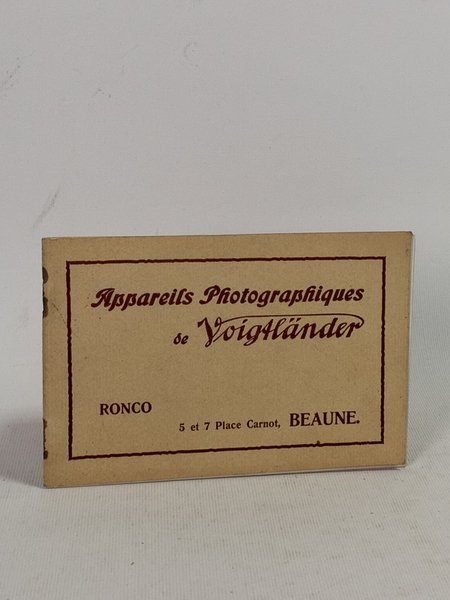 Appareils Photographiques
de Voigtländer
RONCO
5 et 7 Place Carnot, BEAUNE.